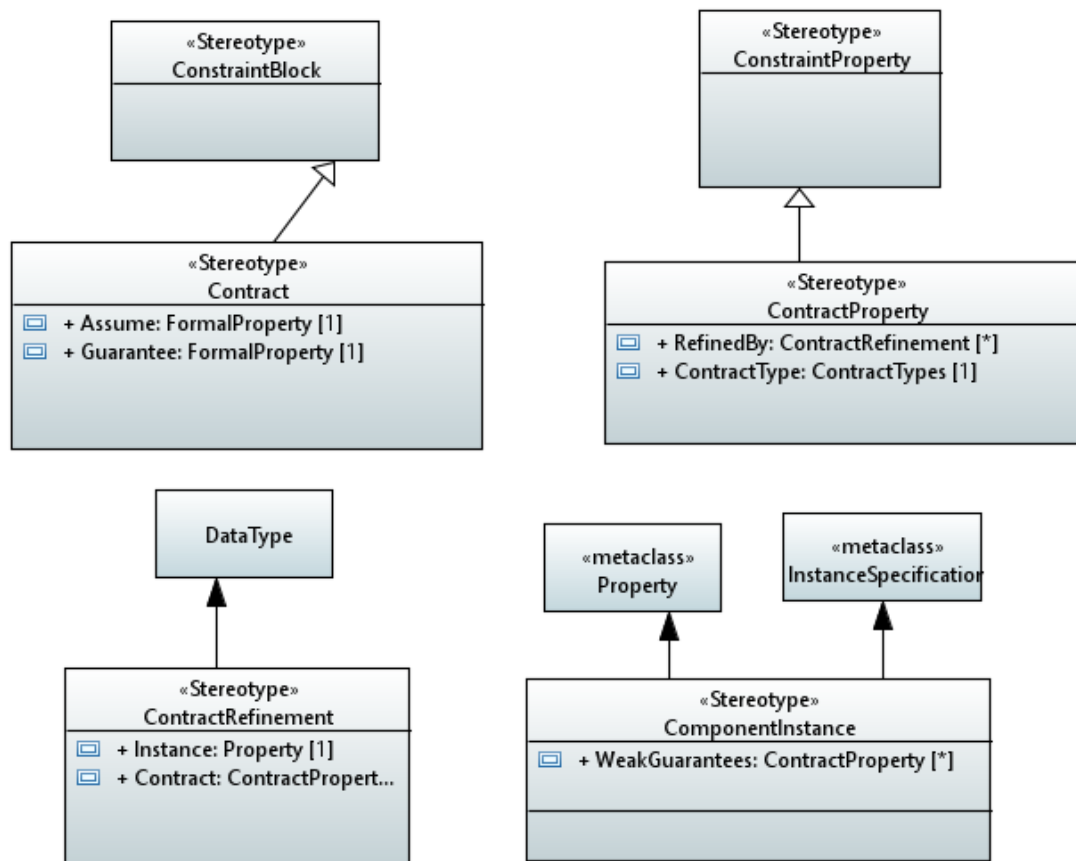 «Stereotype»
ConstraintBlock
«Stereotype»
ConstraintProperty
«Stereotype»
Contract
+ Assume: FormalProperty [1]
+ Guarantee: FormalProperty [1]
«Stereotype»
ContractProperty
+ RefinedBy: ContractRefinement [*]
+ ContractType: ContractTypes [1]
DataType
«metaclass»
Property
«metaclass»
InstanceSpecification
«Stereotype»
ContractRefinement
+ Instance: Property [1]
+ Contract: ContractPropert...
«Stereotype»
ComponentInstance
+ WeakGuarantees: ContractProperty [*]